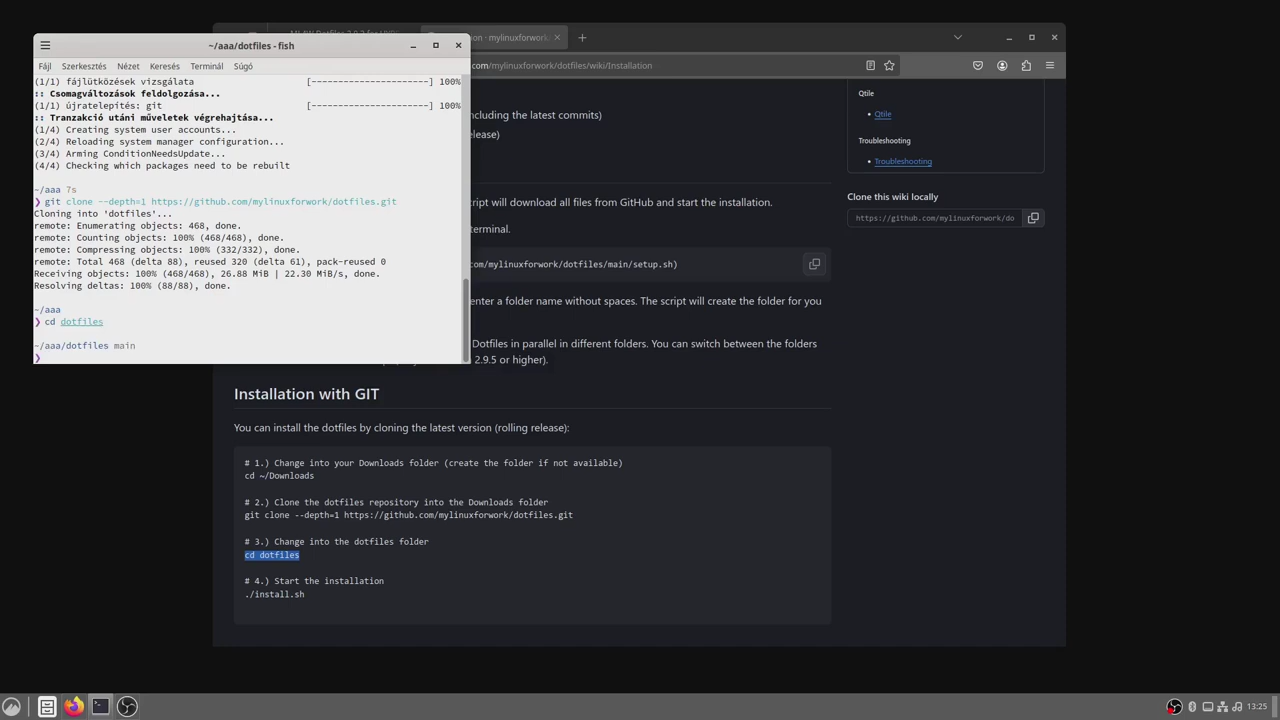 ~/aaa/dotfiles - fish
Fájl Szerkesztés Nézet Keresés Terminál Súgó
(1/1) fájlütközések vizsgálata [----------------------] 100%
:: Csomagváltozások feldolgozása...
(1/1) újratelepítés: git [----------------------] 100%
:: Tranzakció utáni műveletek végrehajtása...
(1/4) Creating system user accounts...
(2/4) Reloading system manager configuration...
(3/4) Arming ConditionNeedsUpdate...
(4/4) Checking which packages need to be rebuilt
~/aaa 7s
❯ git clone --depth=1 https://github.com/mylinuxforwork/dotfiles.git
Cloning into 'dotfiles'...
remote: Enumerating objects: 468, done.
remote: Counting objects: 100% (468/468), done.
remote: Compressing objects: 100% (332/332), done.
remote: Total 468 (delta 88), reused 320 (delta 61), pack-reused 0
Receiving objects: 100% (468/468), 26.88 MiB | 22.30 MiB/s, done.
Resolving deltas: 100% (88/88), done.
~/aaa
❯ cd dotfiles
~/aaa/dotfiles main
❯
on · mylinuxforwork
com/mylinuxforwork/dotfiles/wiki/Installation
ncluding the latest commits)
elease)
cript will download all files from GitHub and start the installation.
terminal.
com/mylinuxforwork/dotfiles/main/setup.sh)
enter a folder name without spaces. The script will create the folder for you
Dotfiles in parallel in different folders. You can switch between the folders
2.9.5 or higher).
Installation with GIT
You can install the dotfiles by cloning the latest version (rolling release):
# 1.) Change into your Downloads folder (create the folder if not available)
cd ~/Downloads
# 2.) Clone the dotfiles repository into the Downloads folder
git clone --depth=1 https://github.com/mylinuxforwork/dotfiles.git
# 3.) Change into the dotfiles folder
cd dotfiles
# 4.) Start the installation
./install.sh
Qtile
Qtile
Troubleshooting
Troubleshooting
Clone this wiki locally
https://github.com/mylinuxforwork/do
13:25